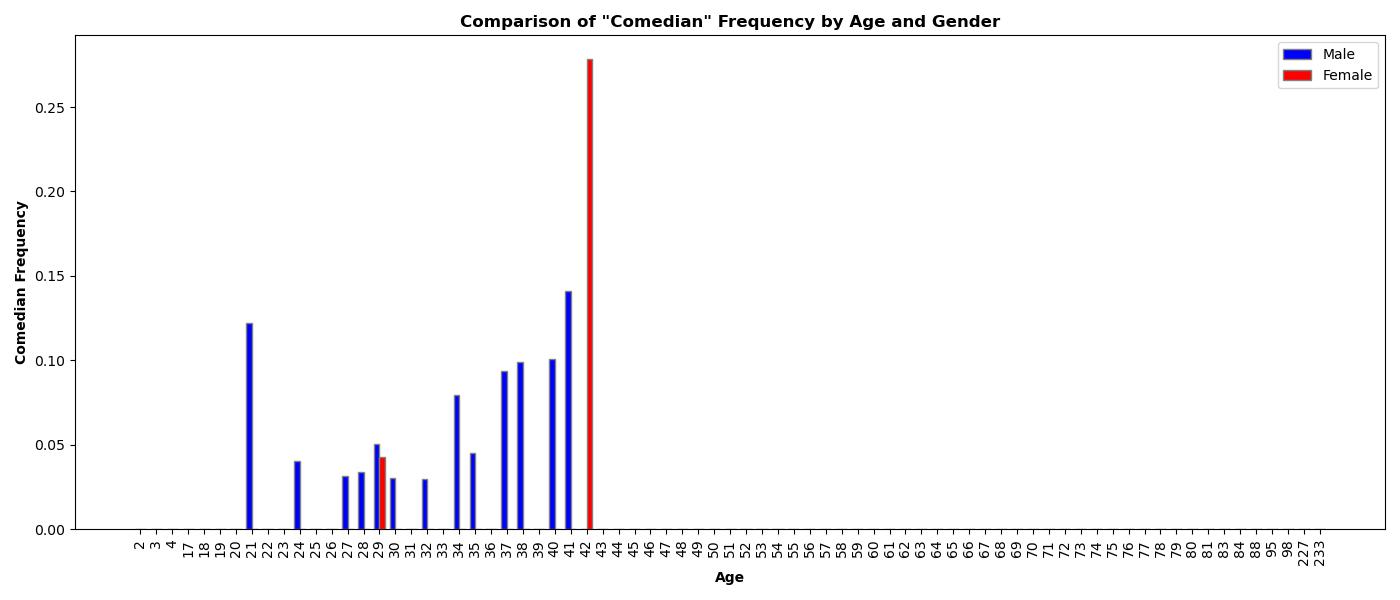 Comparison of "Comedian" Frequency by Age and Gender
Male
Female
Comedian Frequency
0.25
0.20
0.15
0.10
0.05
0.00
2 3 4 17 18 19 20 21 22 23 24 25 26 27 28 29 30 31 32 33 34 35 36 37 38 39 40 41 42 43 44 45 46 47 48 49 50 51 52 53 54 55 56 57 58 59 60 61 62 63 64 65 66 67 68 69 70 71 72 73 74 75 76 77 78 79 80 81 83 84 88 95 98 227 233
Age